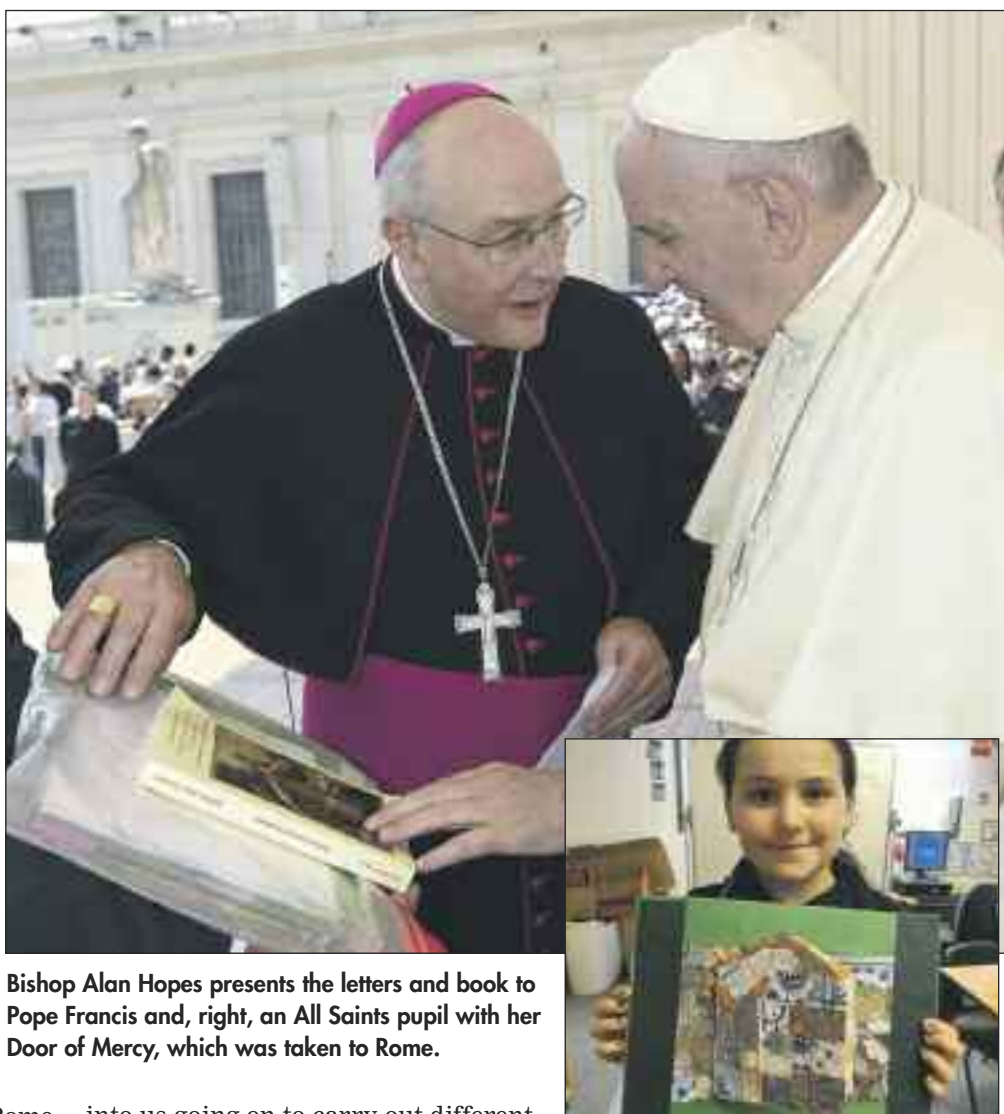 Bishop Alan Hopes presents the letters and book to
Pope Francis and, right, an All Saints pupil with her
Door of Mercy, which was taken to Rome.
into us going on to carry out different